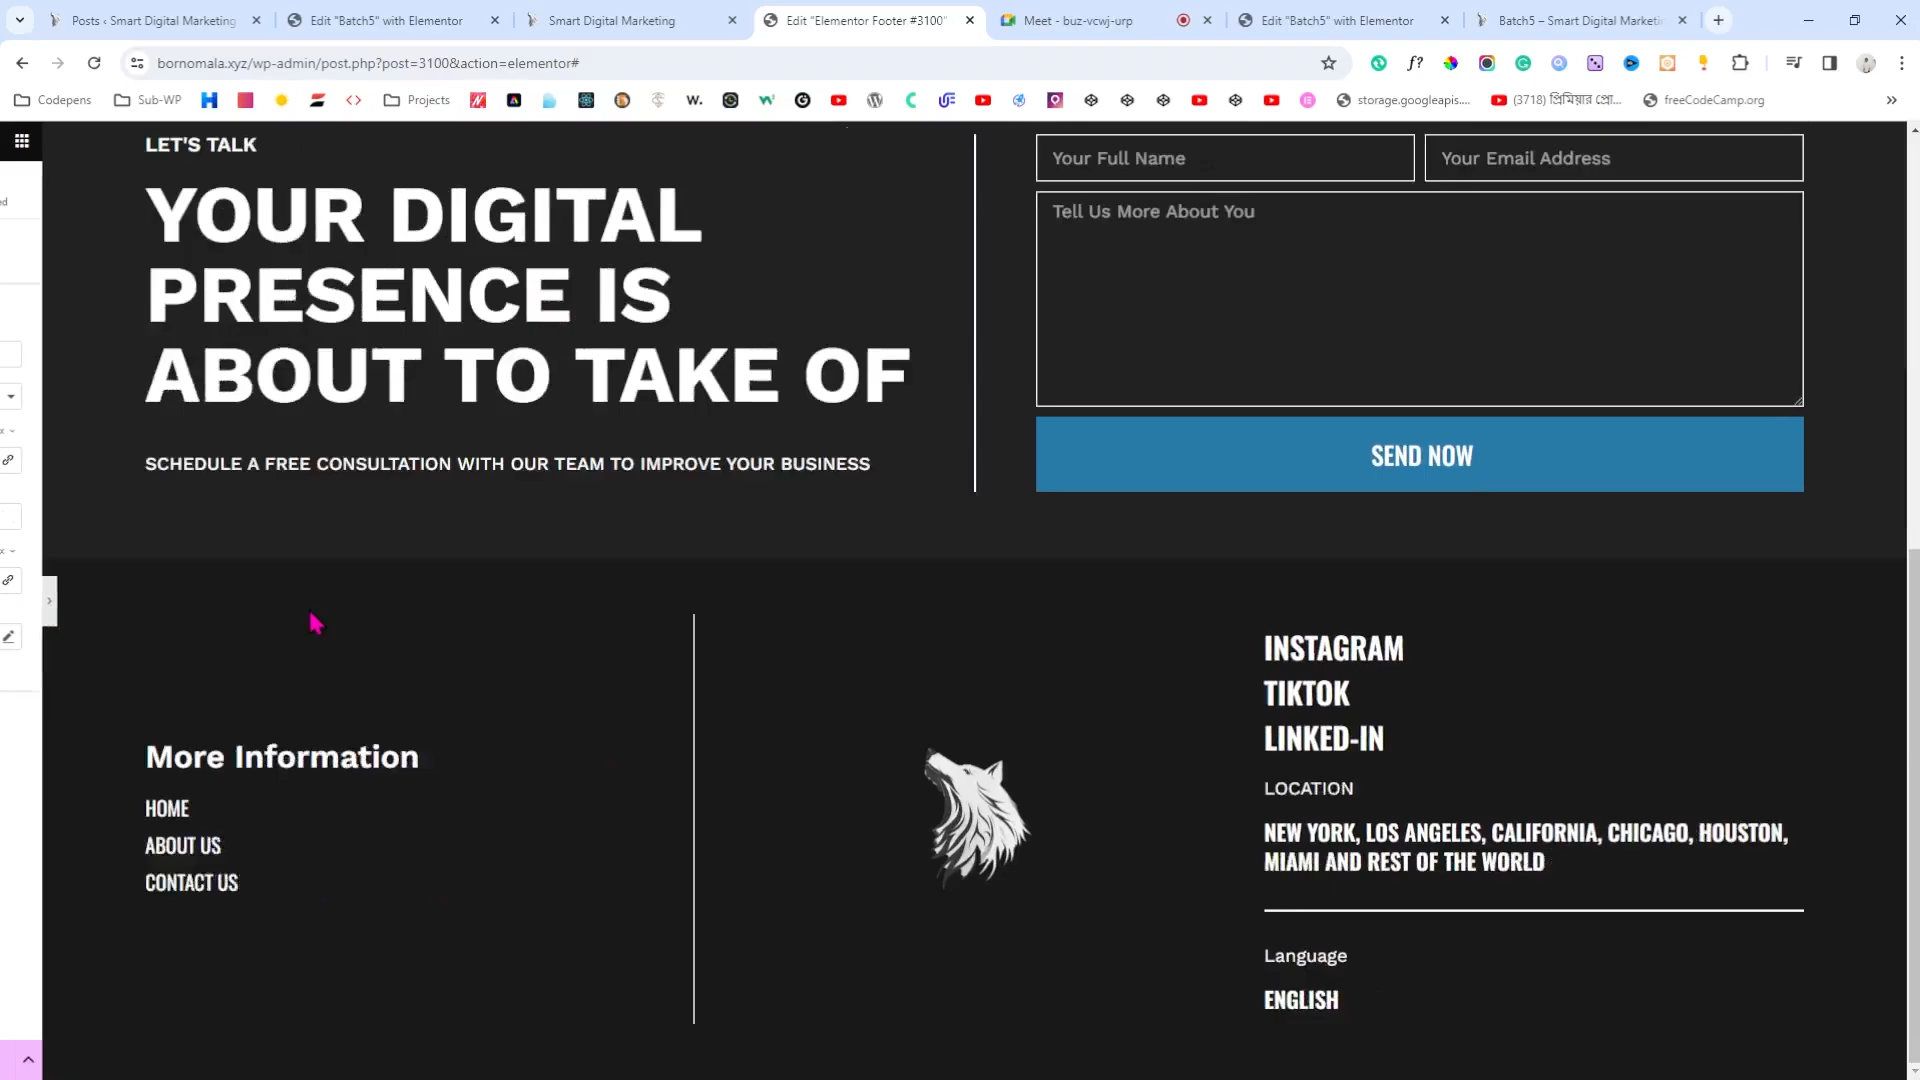 Posts ‹ Smart Digital Marketing
Edit "Batch5" with Elementor
Smart Digital Marketing
Edit "Elementor Footer #3100"
Meet - buz-vcwj-urp
Edit "Batch5" with Elementor
Batch5 – Smart Digital Marketi
bornomala.xyz/wp-admin/post.php?post=3100&action=elementor#
Codepens
Sub-WP
Projects
storage.googleapis....
(3718) প্রিমিয়ার প্রো...
freeCodeCamp.org
LET'S TALK
YOUR DIGITAL
PRESENCE IS
ABOUT TO TAKE OF
SCHEDULE A FREE CONSULTATION WITH OUR TEAM TO IMPROVE YOUR BUSINESS
Your Full Name
Your Email Address
Tell Us More About You
SEND NOW
More Information
HOME
ABOUT US
CONTACT US
INSTAGRAM
TIKTOK
LINKED-IN
LOCATION
NEW YORK, LOS ANGELES, CALIFORNIA, CHICAGO, HOUSTON,
MIAMI AND REST OF THE WORLD
Language
ENGLISH